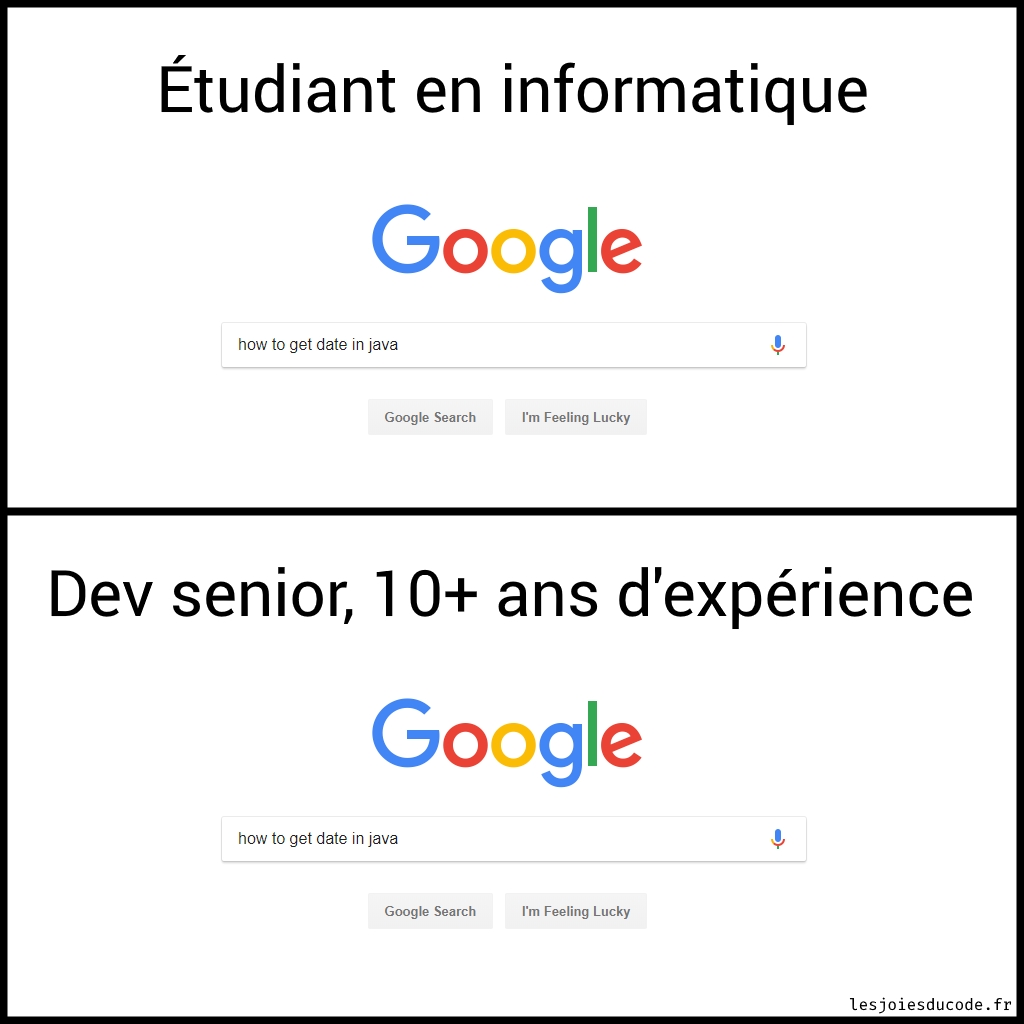 Étudiant en informatique
Google
how to get date in java
Google Search I'm Feeling Lucky
Dev senior, 10+ ans d'expérience
Google
how to get date in java
Google Search I'm Feeling Lucky
lesjoiesducode.fr